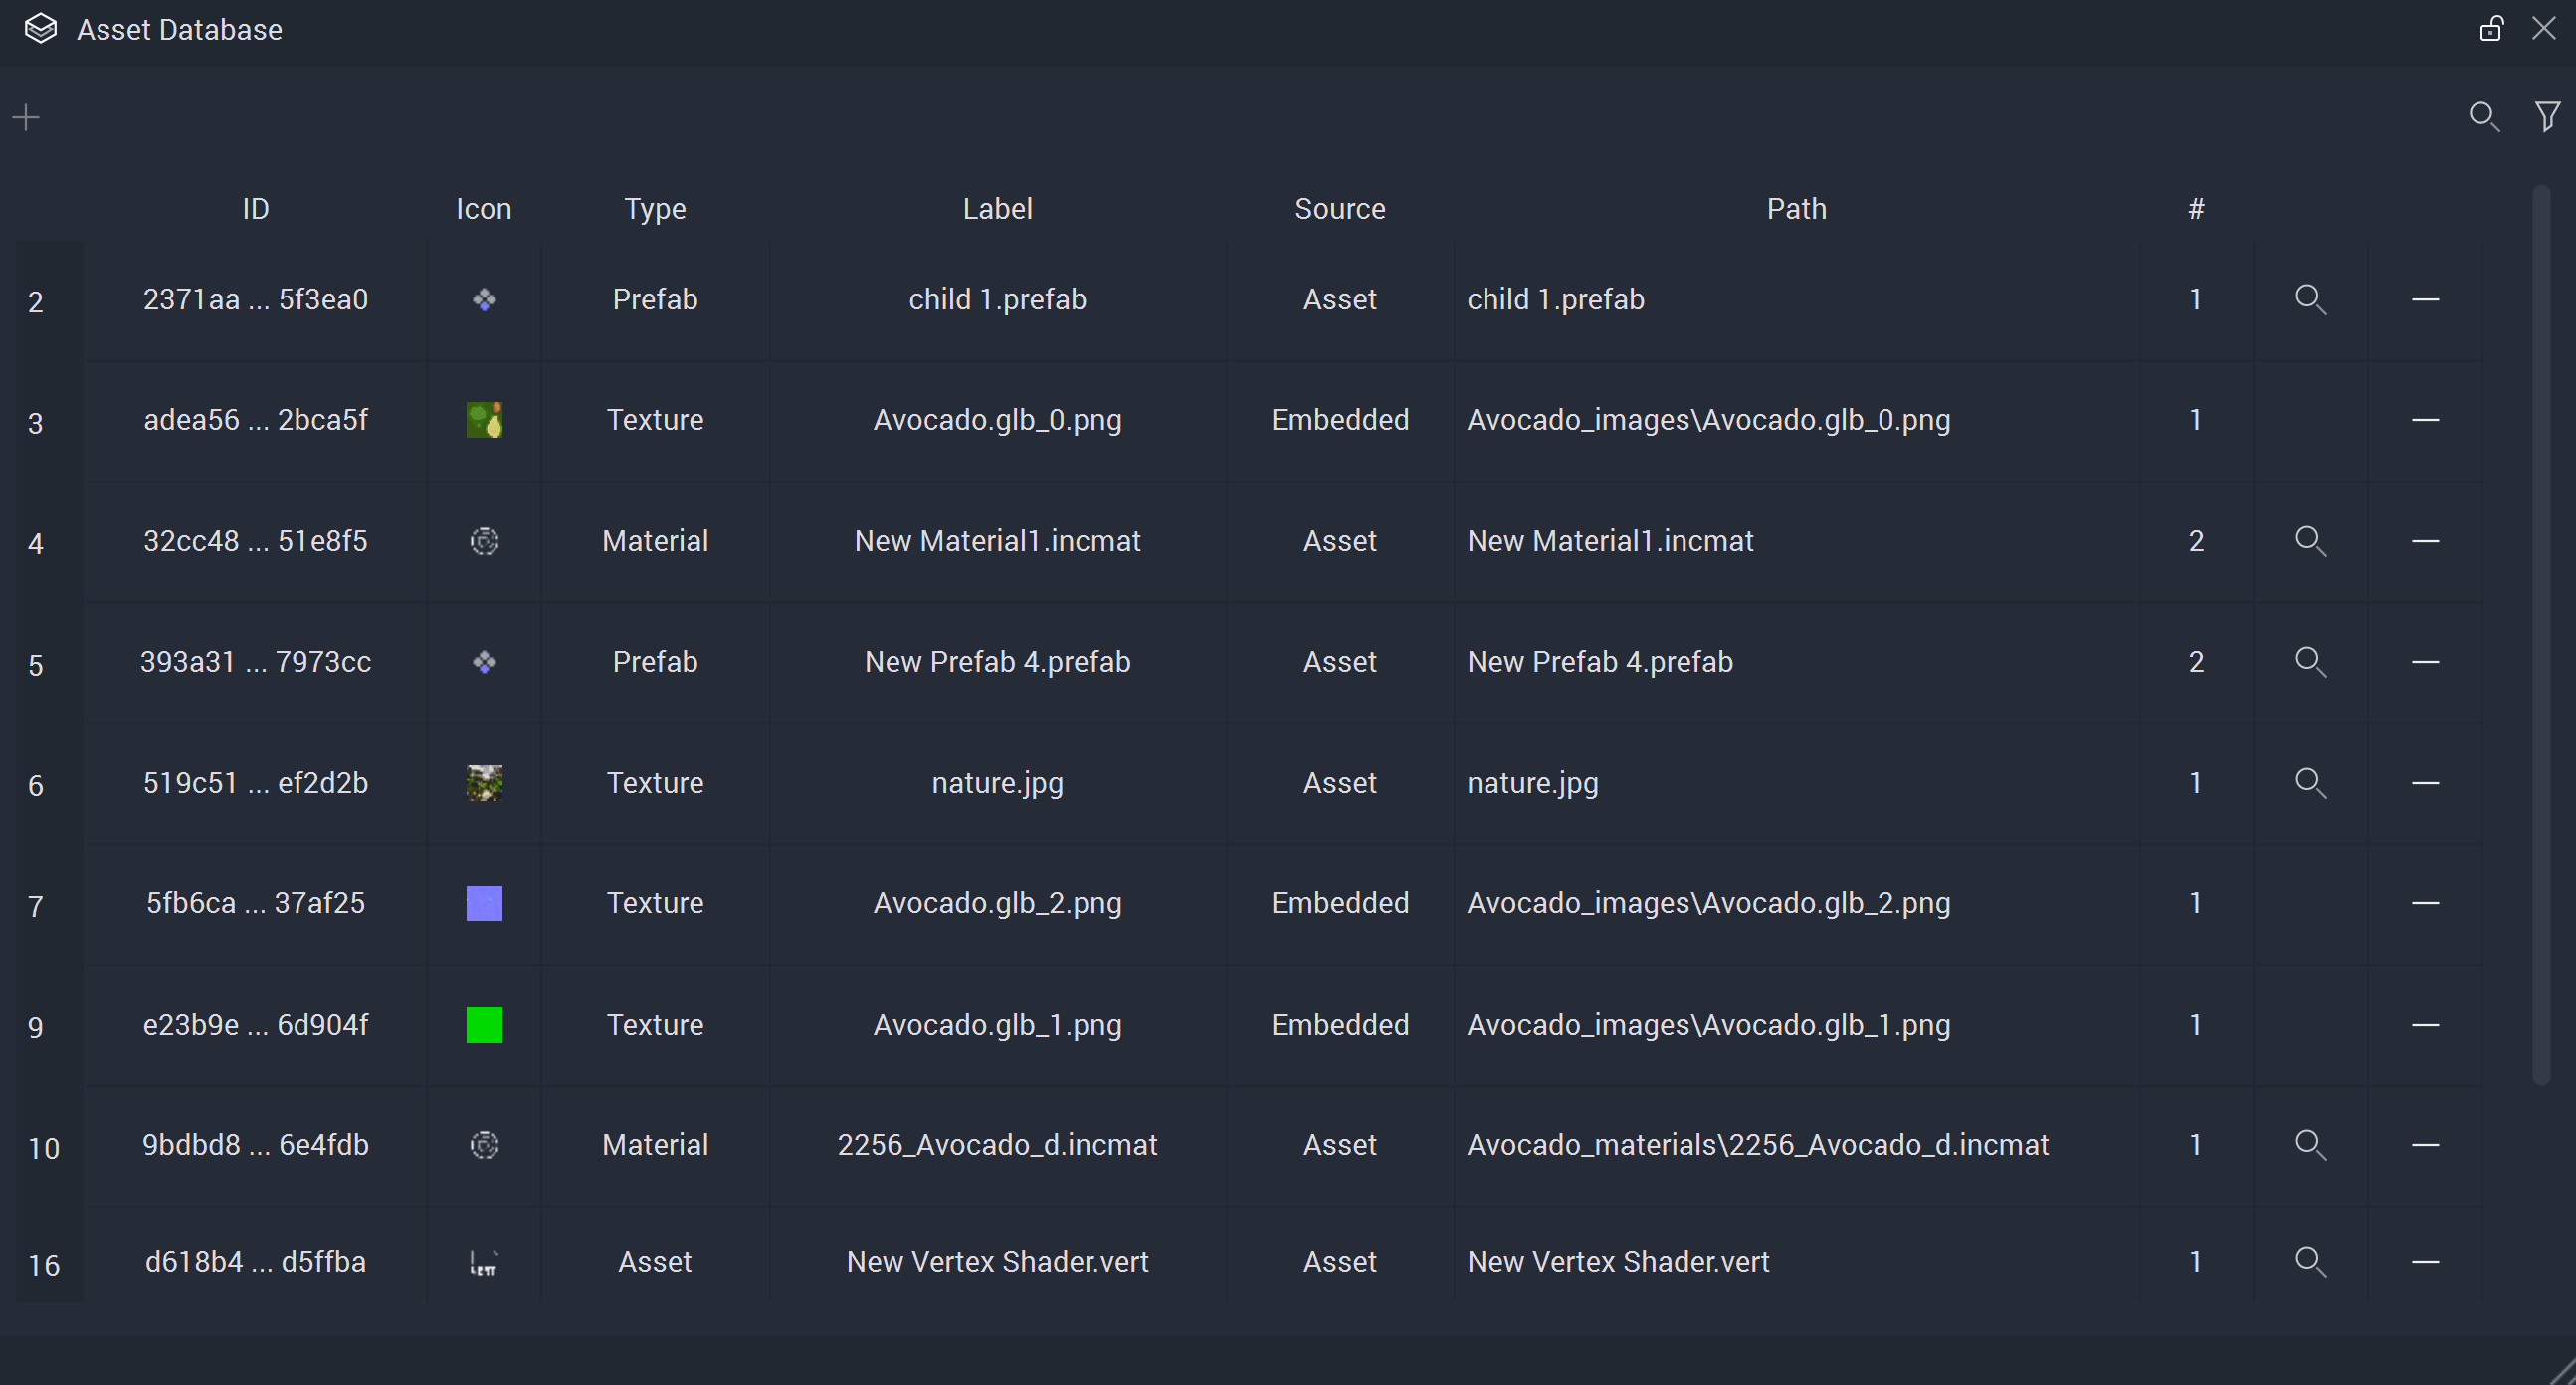 Asset Database
ID Icon Type Label Source Path #
2 2371aa ... 5f3ea0 Prefab child 1.prefab Asset child 1.prefab 1
3 adea56 ... 2bca5f Texture Avocado.glb_0.png Embedded Avocado_images\Avocado.glb_0.png 1
4 32cc48 ... 51e8f5 Material New Material1.incmat Asset New Material1.incmat 2
5 393a31 ... 7973cc Prefab New Prefab 4.prefab Asset New Prefab 4.prefab 2
6 519c51 ... ef2d2b Texture nature.jpg Asset nature.jpg 1
7 5fb6ca ... 37af25 Texture Avocado.glb_2.png Embedded Avocado_images\Avocado.glb_2.png 1
9 e23b9e ... 6d904f Texture Avocado.glb_1.png Embedded Avocado_images\Avocado.glb_1.png 1
10 9bdbd8 ... 6e4fdb Material 2256_Avocado_d.incmat Asset Avocado_materials\2256_Avocado_d.incmat 1
16 d618b4 ... d5ffba Asset New Vertex Shader.vert Asset New Vertex Shader.vert 1